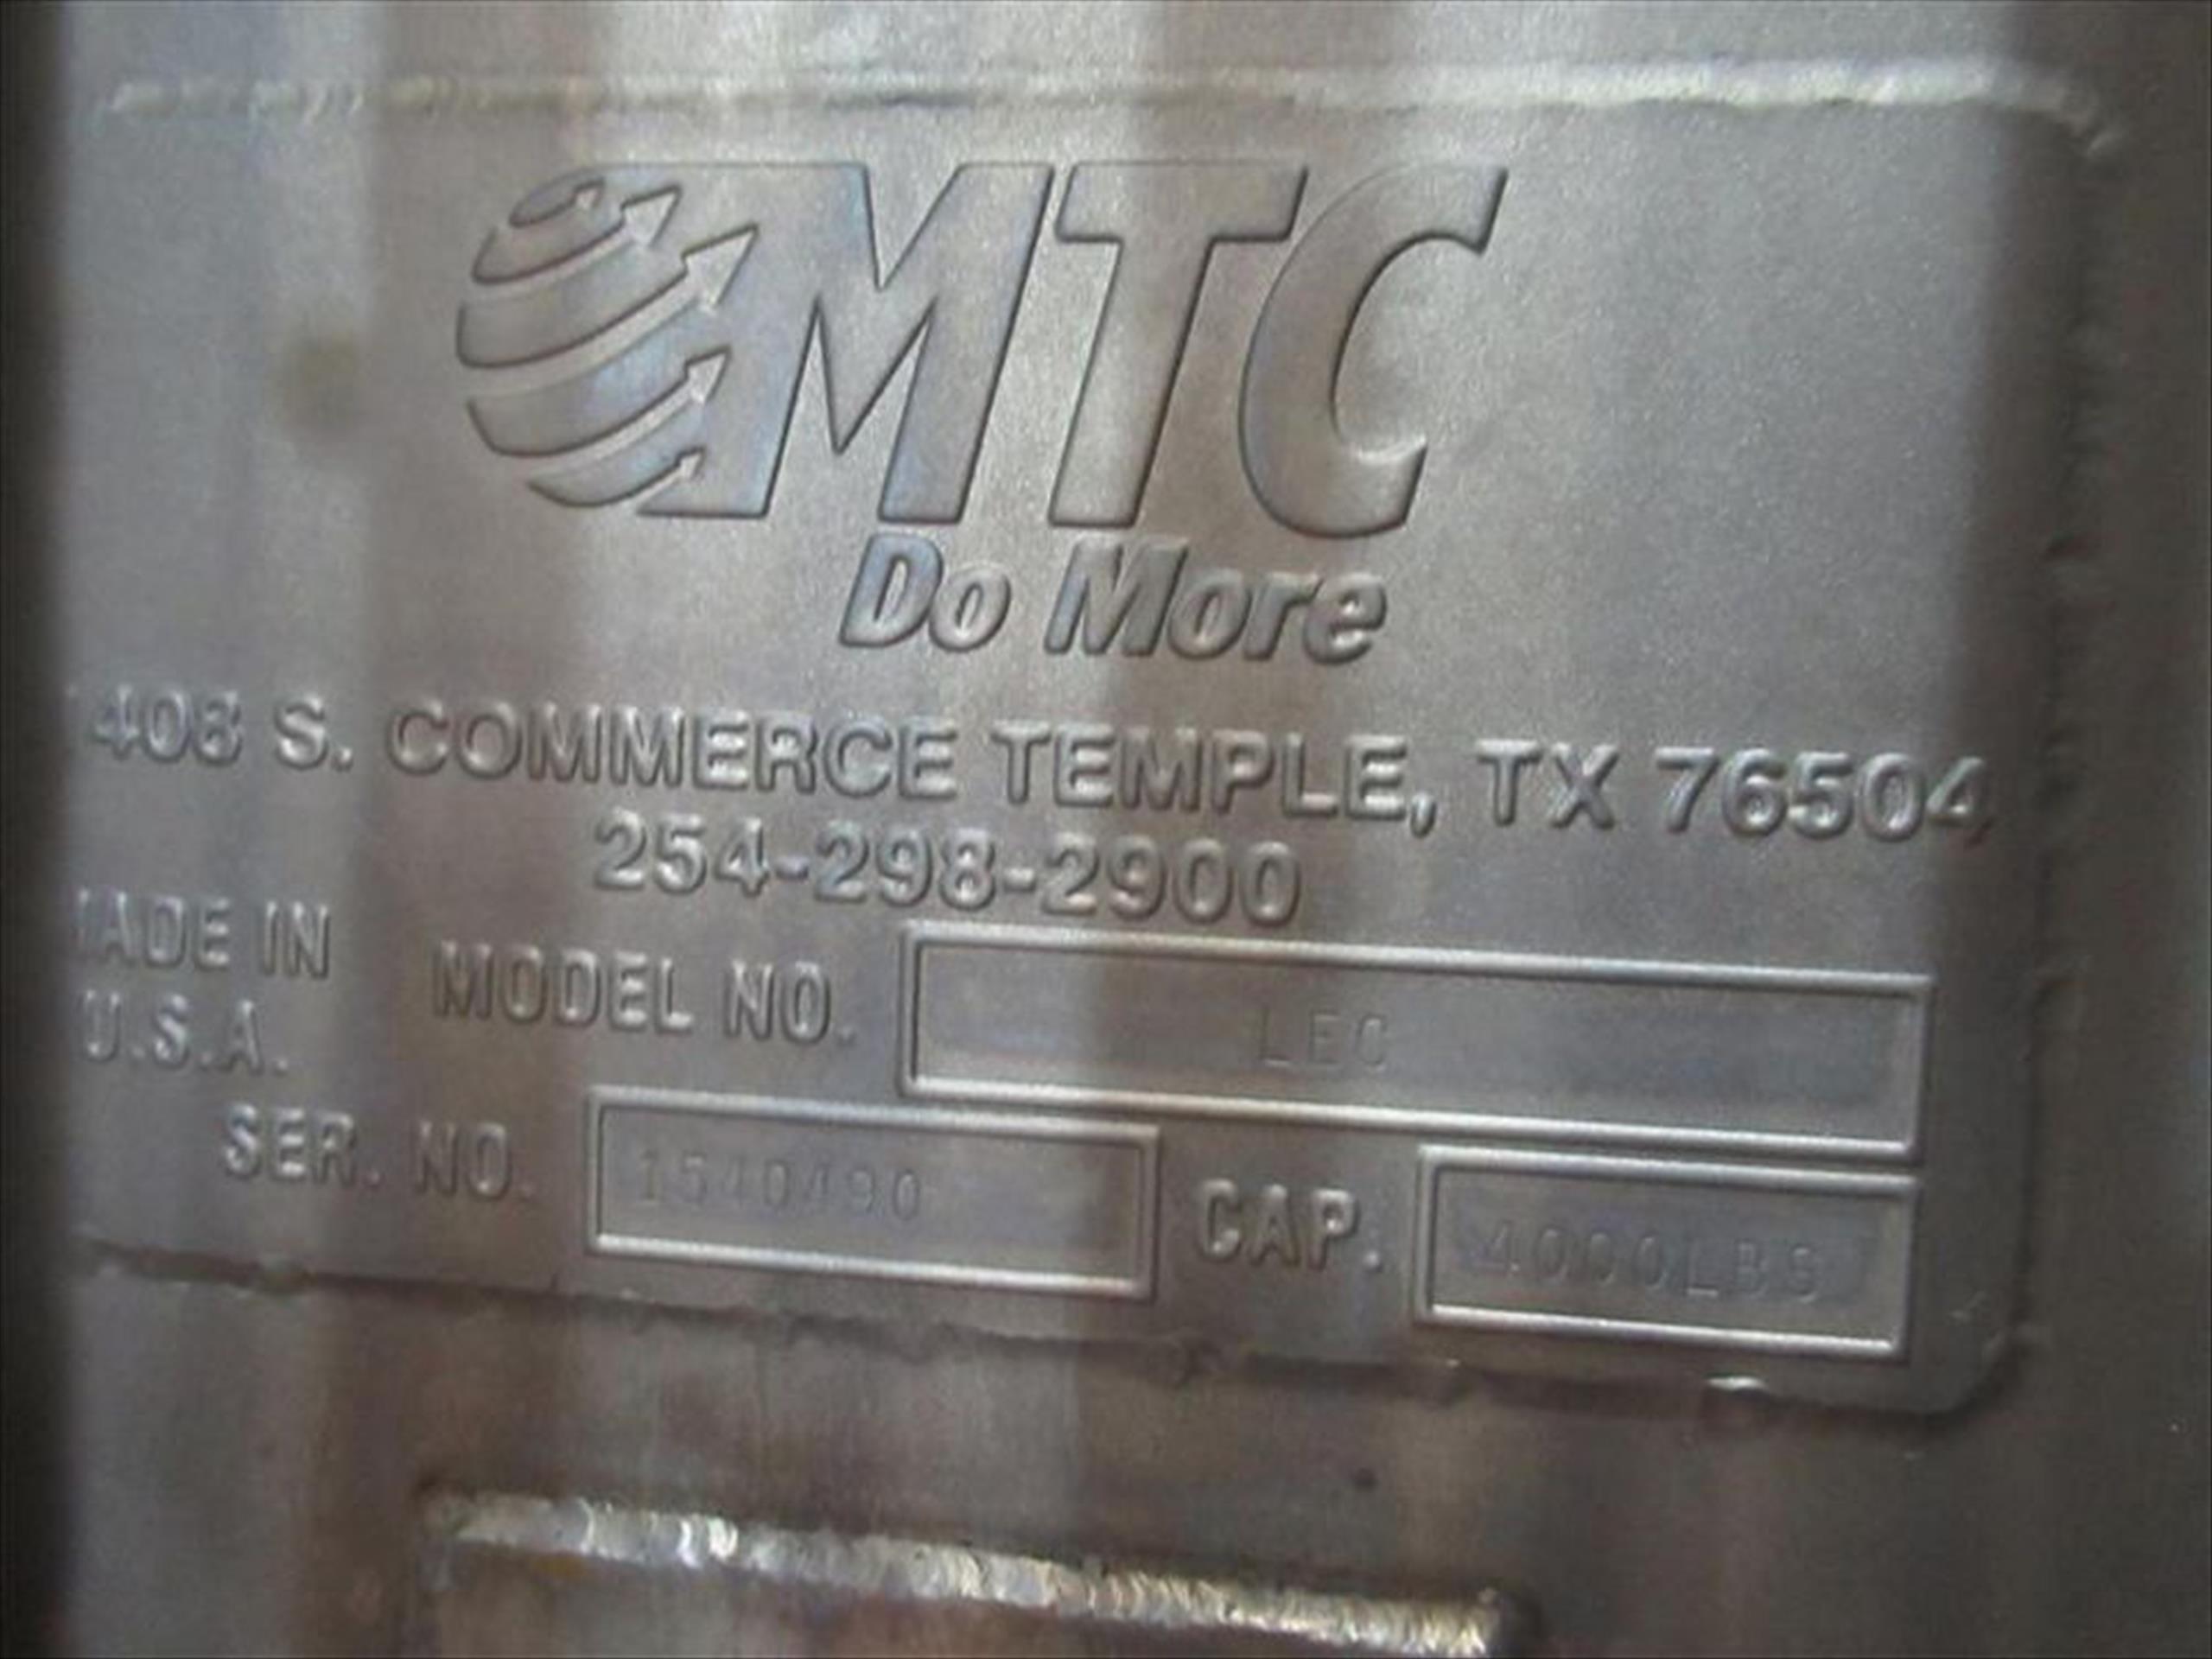 MTC
Do More
408 S. COMMERCE TEMPLE, TX 76504
254-298-2900
MADE IN
U.S.A.
MODEL NO. LEC
SER. NO. 1540490 CAP. 4000LBS